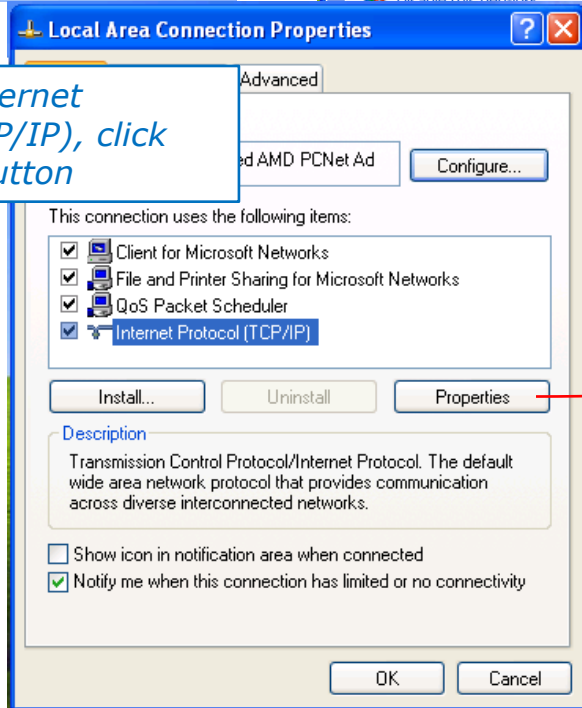 Local Area Connection Properties
Advanced
ernet
P/IP), click
utton
ed AMD PCNet Ad
Configure...
This connection uses the following items:
Client for Microsoft Networks
File and Printer Sharing for Microsoft Networks
QoS Packet Scheduler
Internet Protocol (TCP/IP)
Install...
Uninstall
Properties
Description
Transmission Control Protocol/Internet Protocol. The default
wide area network protocol that provides communication
across diverse interconnected networks.
Show icon in notification area when connected
Notify me when this connection has limited or no connectivity
OK
Cancel